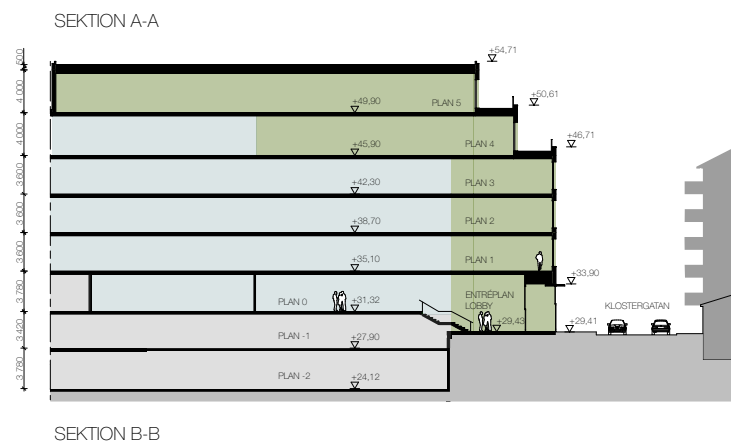 SEKTION A-A
+54,71
500
+50,61
4 000
+49,90
PLAN 5
+46,71
4 000
+45,90
PLAN 4
3 600
+42,30
PLAN 3
3 600
+38,70
PLAN 2
3 600
+35,10
PLAN 1
+33,90
3 780
PLAN 0
+31,32
ENTRÉPLAN
LOBBY
KLOSTERGATAN
+29,43
+29,41
3 420
PLAN -1
+27,90
3 780
PLAN -2
+24,12
SEKTION B-B